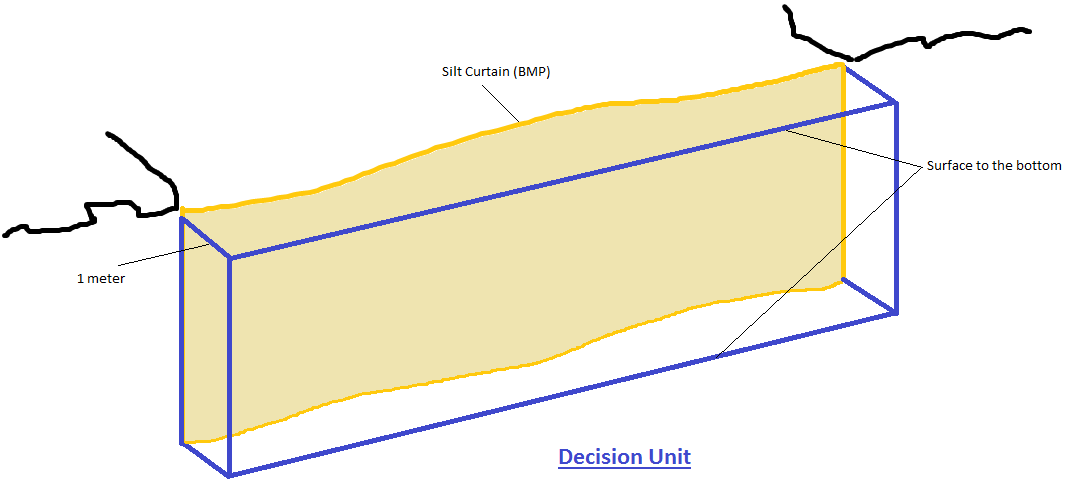 Silt Curtain (BMP)
Surface to the bottom
1 meter
Decision Unit